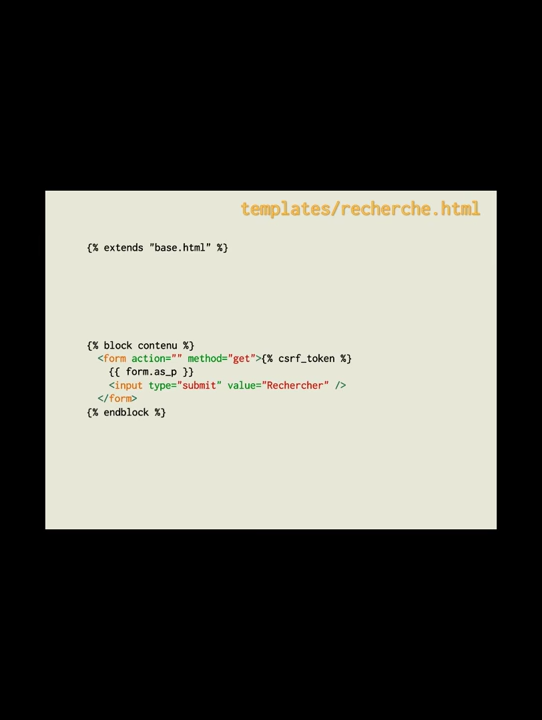 templates/recherche.html
{% extends "base.html" %}
{% block contenu %}
<form action="" method="get">{% csrf_token %}
{{ form.as_p }}
<input type="submit" value="Rechercher" />
</form>
{% endblock %}